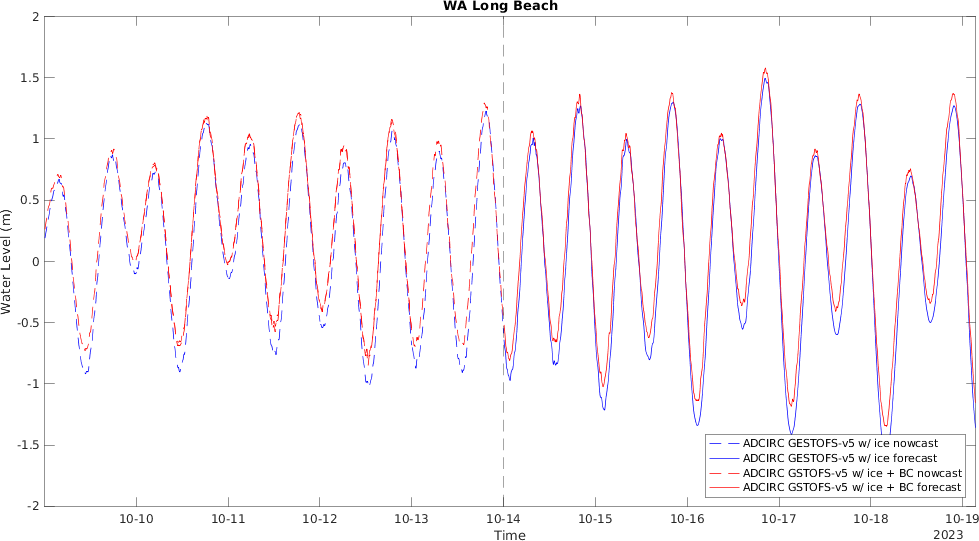 WA Long Beach
2
1.5
1
0.5
0
-0.5
-1
-1.5
-2
Water Level (m)
10-10 10-11 10-12 10-13 10-14 10-15 10-16 10-17 10-18 10-19
Time
2023
ADCIRC GESTOFS-v5 w/ ice nowcast
ADCIRC GESTOFS-v5 w/ ice forecast
ADCIRC GSTOFS-v5 w/ ice + BC nowcast
ADCIRC GSTOFS-v5 w/ ice + BC forecast